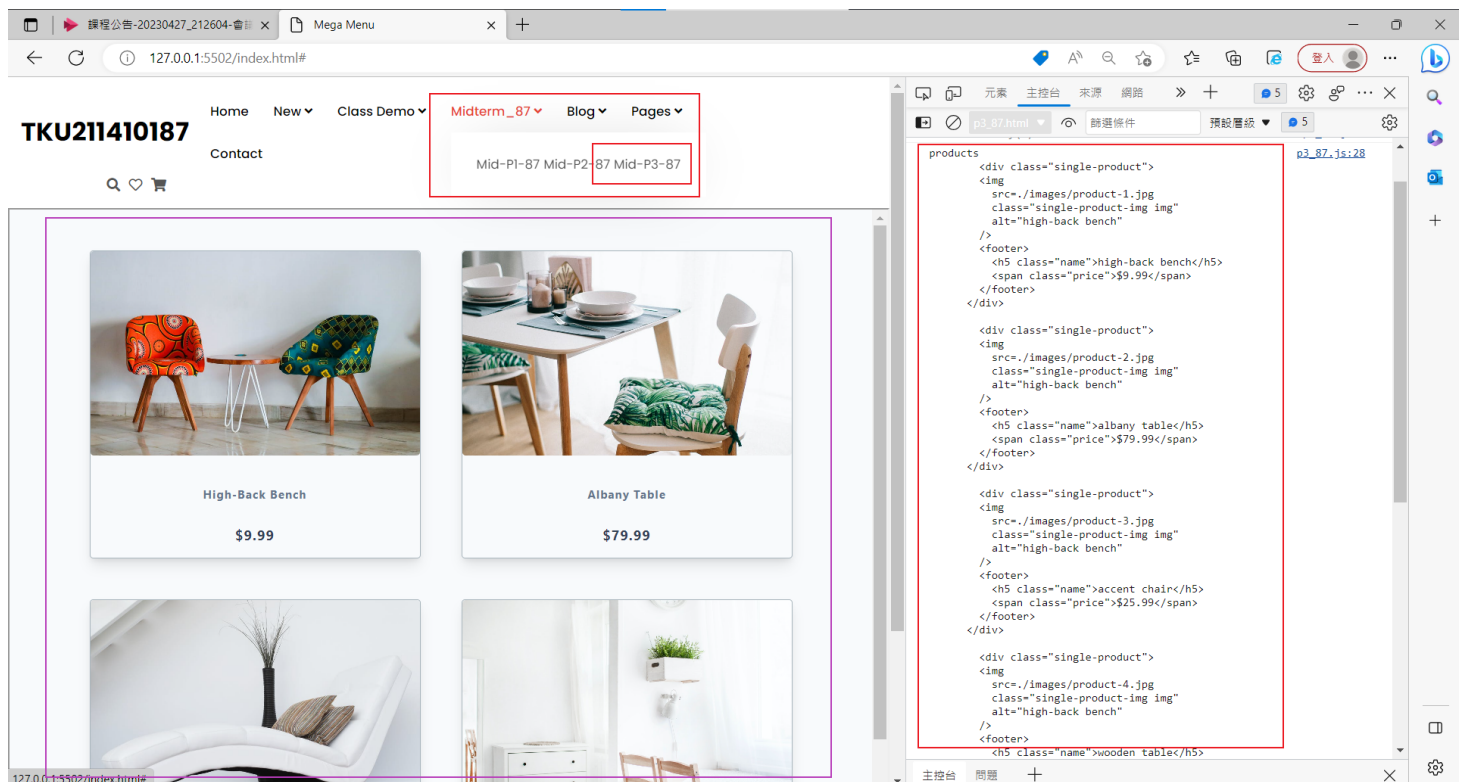 課程公告-20230427_212604-會議
Mega Menu
127.0.0.1:5502/index.html#
登入
TKU211410187
Home New Class Demo Midterm_87 Blog Pages
Contact
Mid-P1-87 Mid-P2-87 Mid-P3-87
High-Back Bench
$9.99
Albany Table
$79.99
127.0.0.1:5502/index.html#
元素 主控台 來源 網路 » 5
p3_87.html 篩選條件 預設層級 5
p3_87.js:28
products
<div class="single-product">
<img
src=./images/product-1.jpg
class="single-product-img img"
alt="high-back bench"
/>
<footer>
<h5 class="name">high-back bench</h5>
<span class="price">$9.99</span>
</footer>
</div>
<div class="single-product">
<img
src=./images/product-2.jpg
class="single-product-img img"
alt="high-back bench"
/>
<footer>
<h5 class="name">albany table</h5>
<span class="price">$79.99</span>
</footer>
</div>
<div class="single-product">
<img
src=./images/product-3.jpg
class="single-product-img img"
alt="high-back bench"
/>
<footer>
<h5 class="name">accent chair</h5>
<span class="price">$25.99</span>
</footer>
</div>
<div class="single-product">
<img
src=./images/product-4.jpg
class="single-product-img img"
alt="high-back bench"
/>
<footer>
<h5 class="name">wooden table</h5>
主控台 問題